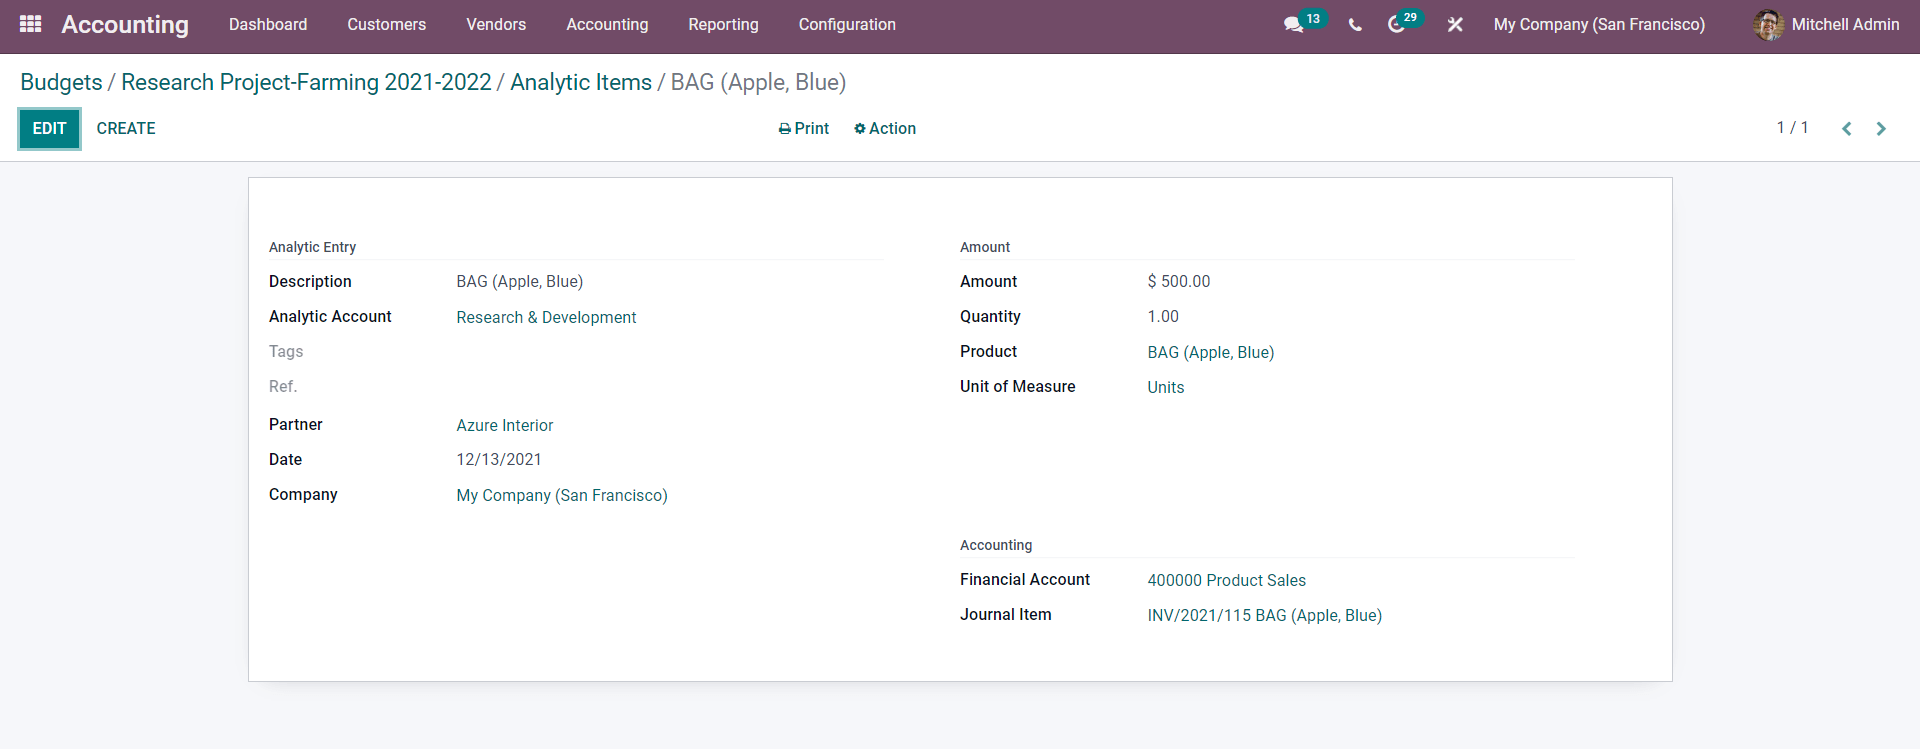 Accounting Dashboard Customers Vendors Accounting Reporting Configuration 13 29 My Company (San Francisco) Mitchell Admin
Budgets / Research Project-Farming 2021-2022 / Analytic Items / BAG (Apple, Blue)
EDIT CREATE Print Action 1 / 1
Analytic Entry
Description BAG (Apple, Blue)
Analytic Account Research & Development
Tags
Ref.
Partner Azure Interior
Date 12/13/2021
Company My Company (San Francisco)
Amount
Amount $ 500.00
Quantity 1.00
Product BAG (Apple, Blue)
Unit of Measure Units
Accounting
Financial Account 400000 Product Sales
Journal Item INV/2021/115 BAG (Apple, Blue)